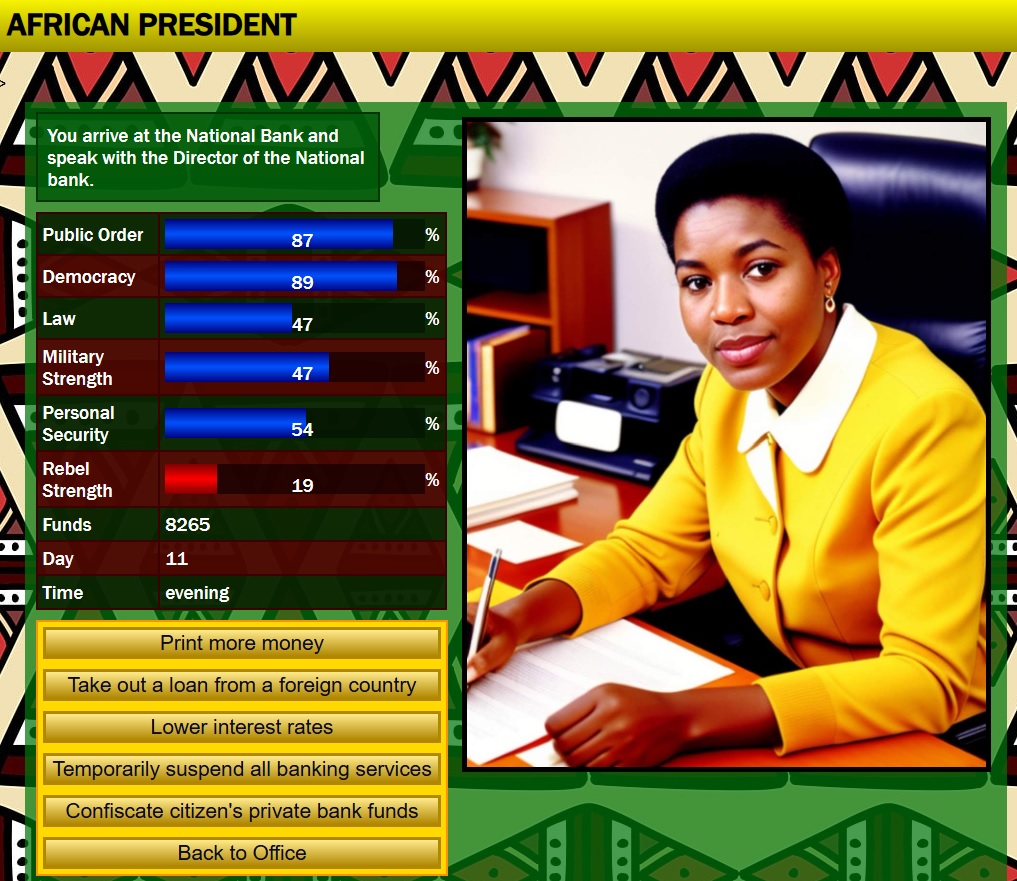 AFRICAN PRESIDENT
You arrive at the National Bank and
speak with the Director of the National
bank.
Public Order 87 %
Democracy 89 %
Law 47 %
Military
Strength 47 %
Personal
Security 54 %
Rebel
Strength 19 %
Funds 8265
Day 11
Time evening
Print more money
Take out a loan from a foreign country
Lower interest rates
Temporarily suspend all banking services
Confiscate citizen's private bank funds
Back to Office